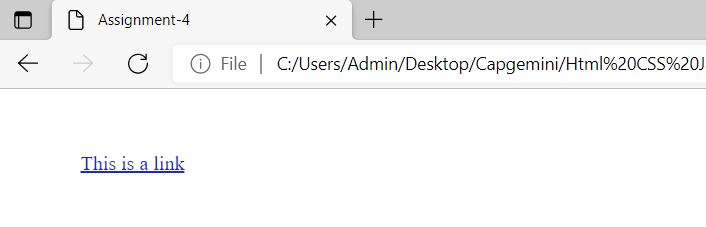 Assignment-4
File | C:/Users/Admin/Desktop/Capgemini/Html%20CSS%20J
This is a link